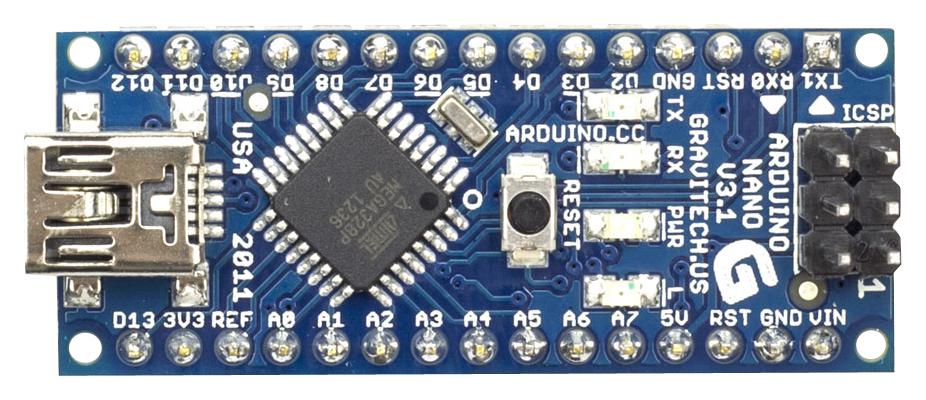 D12 D11 D10 D9 D8 D7 D6 D5 D4 D3 D2 GND RST RX0 TX1
ICSP
USA
2011
ATMEL
MEGA328P
AU 1236
ARDUINO.CC
RESET
TX
RX
PWR
L
GRAVITECH.US
ARDUINO
NANO
V3.1
G
1
D13 3V3 REF A0 A1 A2 A3 A4 A5 A6 A7 5V RST GND VIN